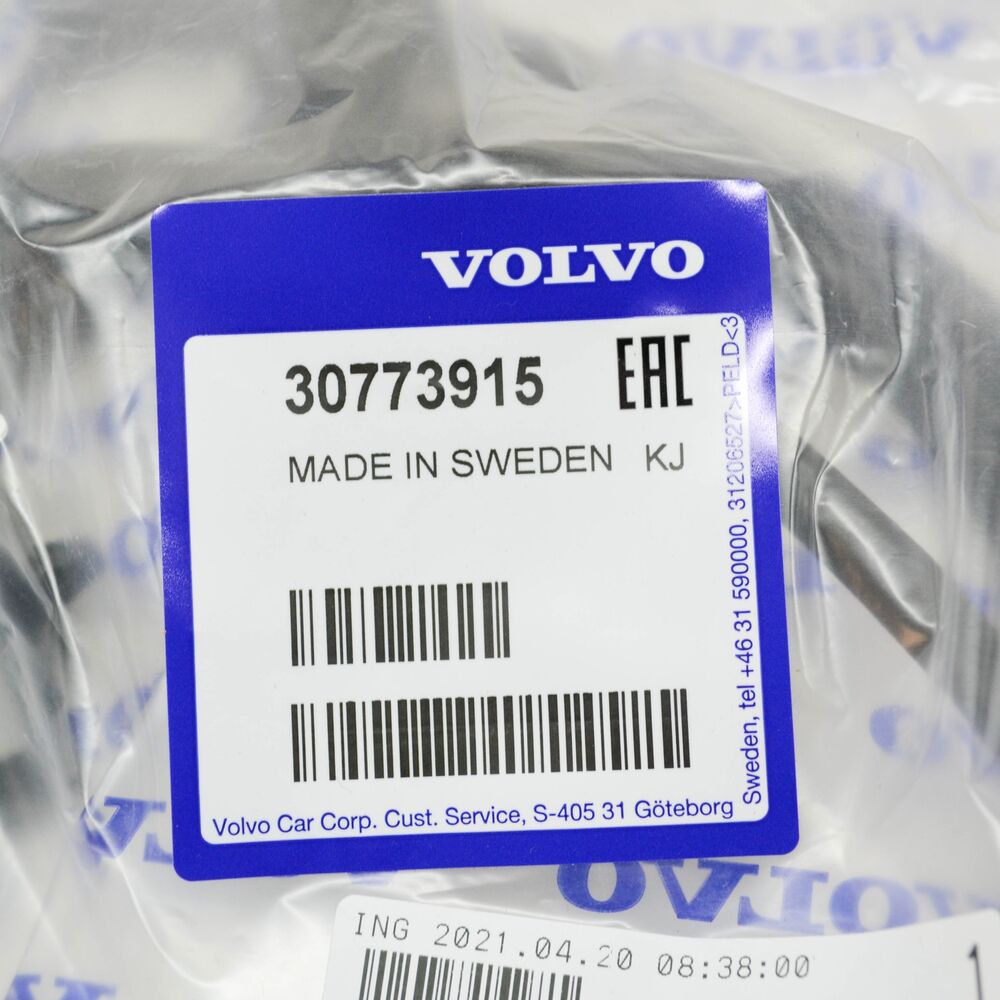 VOLVO
30773915
EAC
MADE IN SWEDEN KJ
Volvo Car Corp. Cust. Service, S-405 31 Göteborg
Sweden, tel +46 31 590000, 31206527>PELD<3
VOLVO
ING 2021.04.20 08:38:00
1